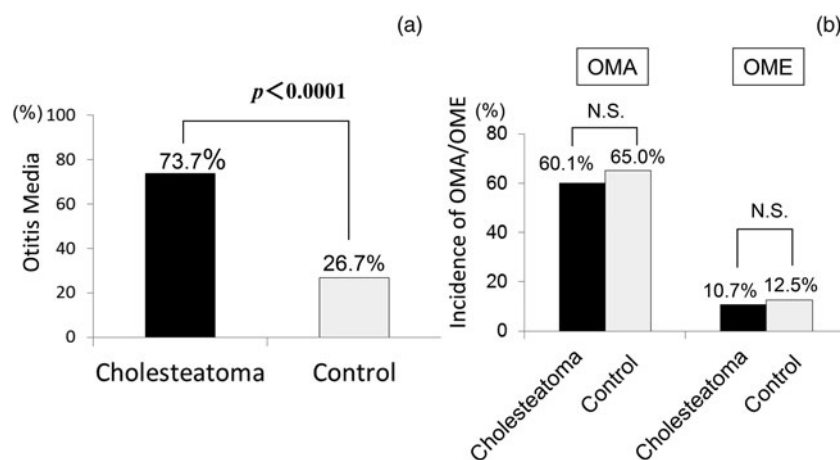 (a)
p<0.0001
(%)
100
80
60
40
20
0
Otitis Media
73.7%
26.7%
Cholesteatoma
Control
(b)
OMA
OME
(%)
80
60
40
20
0
Incidence of OMA/OME
N.S.
60.1%
65.0%
N.S.
10.7%
12.5%
Cholesteatoma
Control
Cholesteatoma
Control